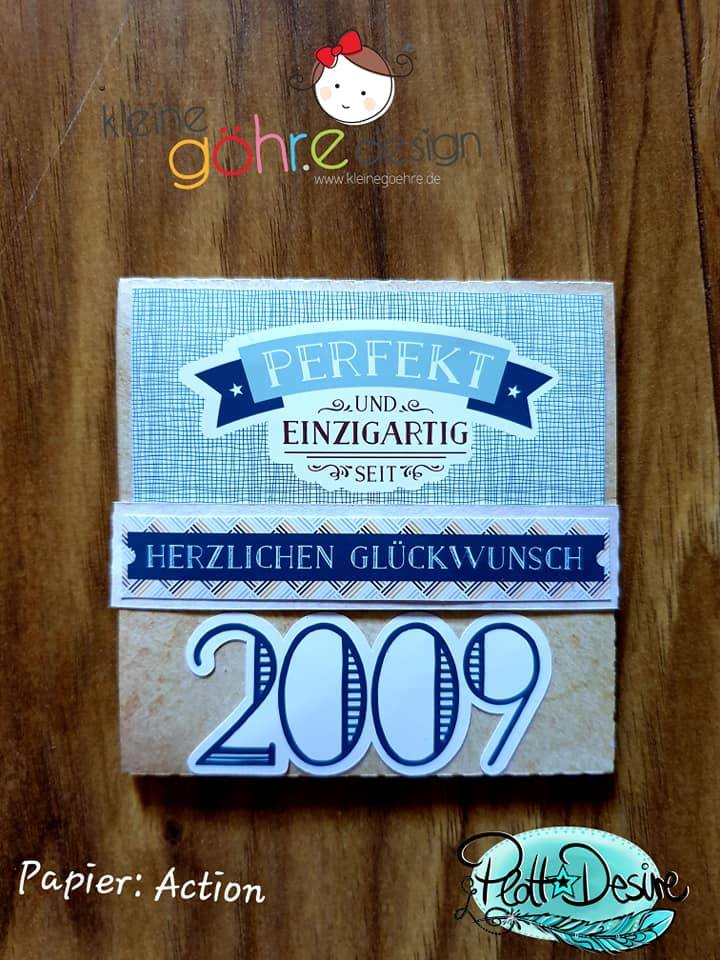 kleine
göhr.e design
www.kleinegoehre.de
PERFEKT
UND
EINZIGARTIG
SEIT
HERZLICHEN GLÜCKWUNSCH
2009
Papier: Action
Plott Desire